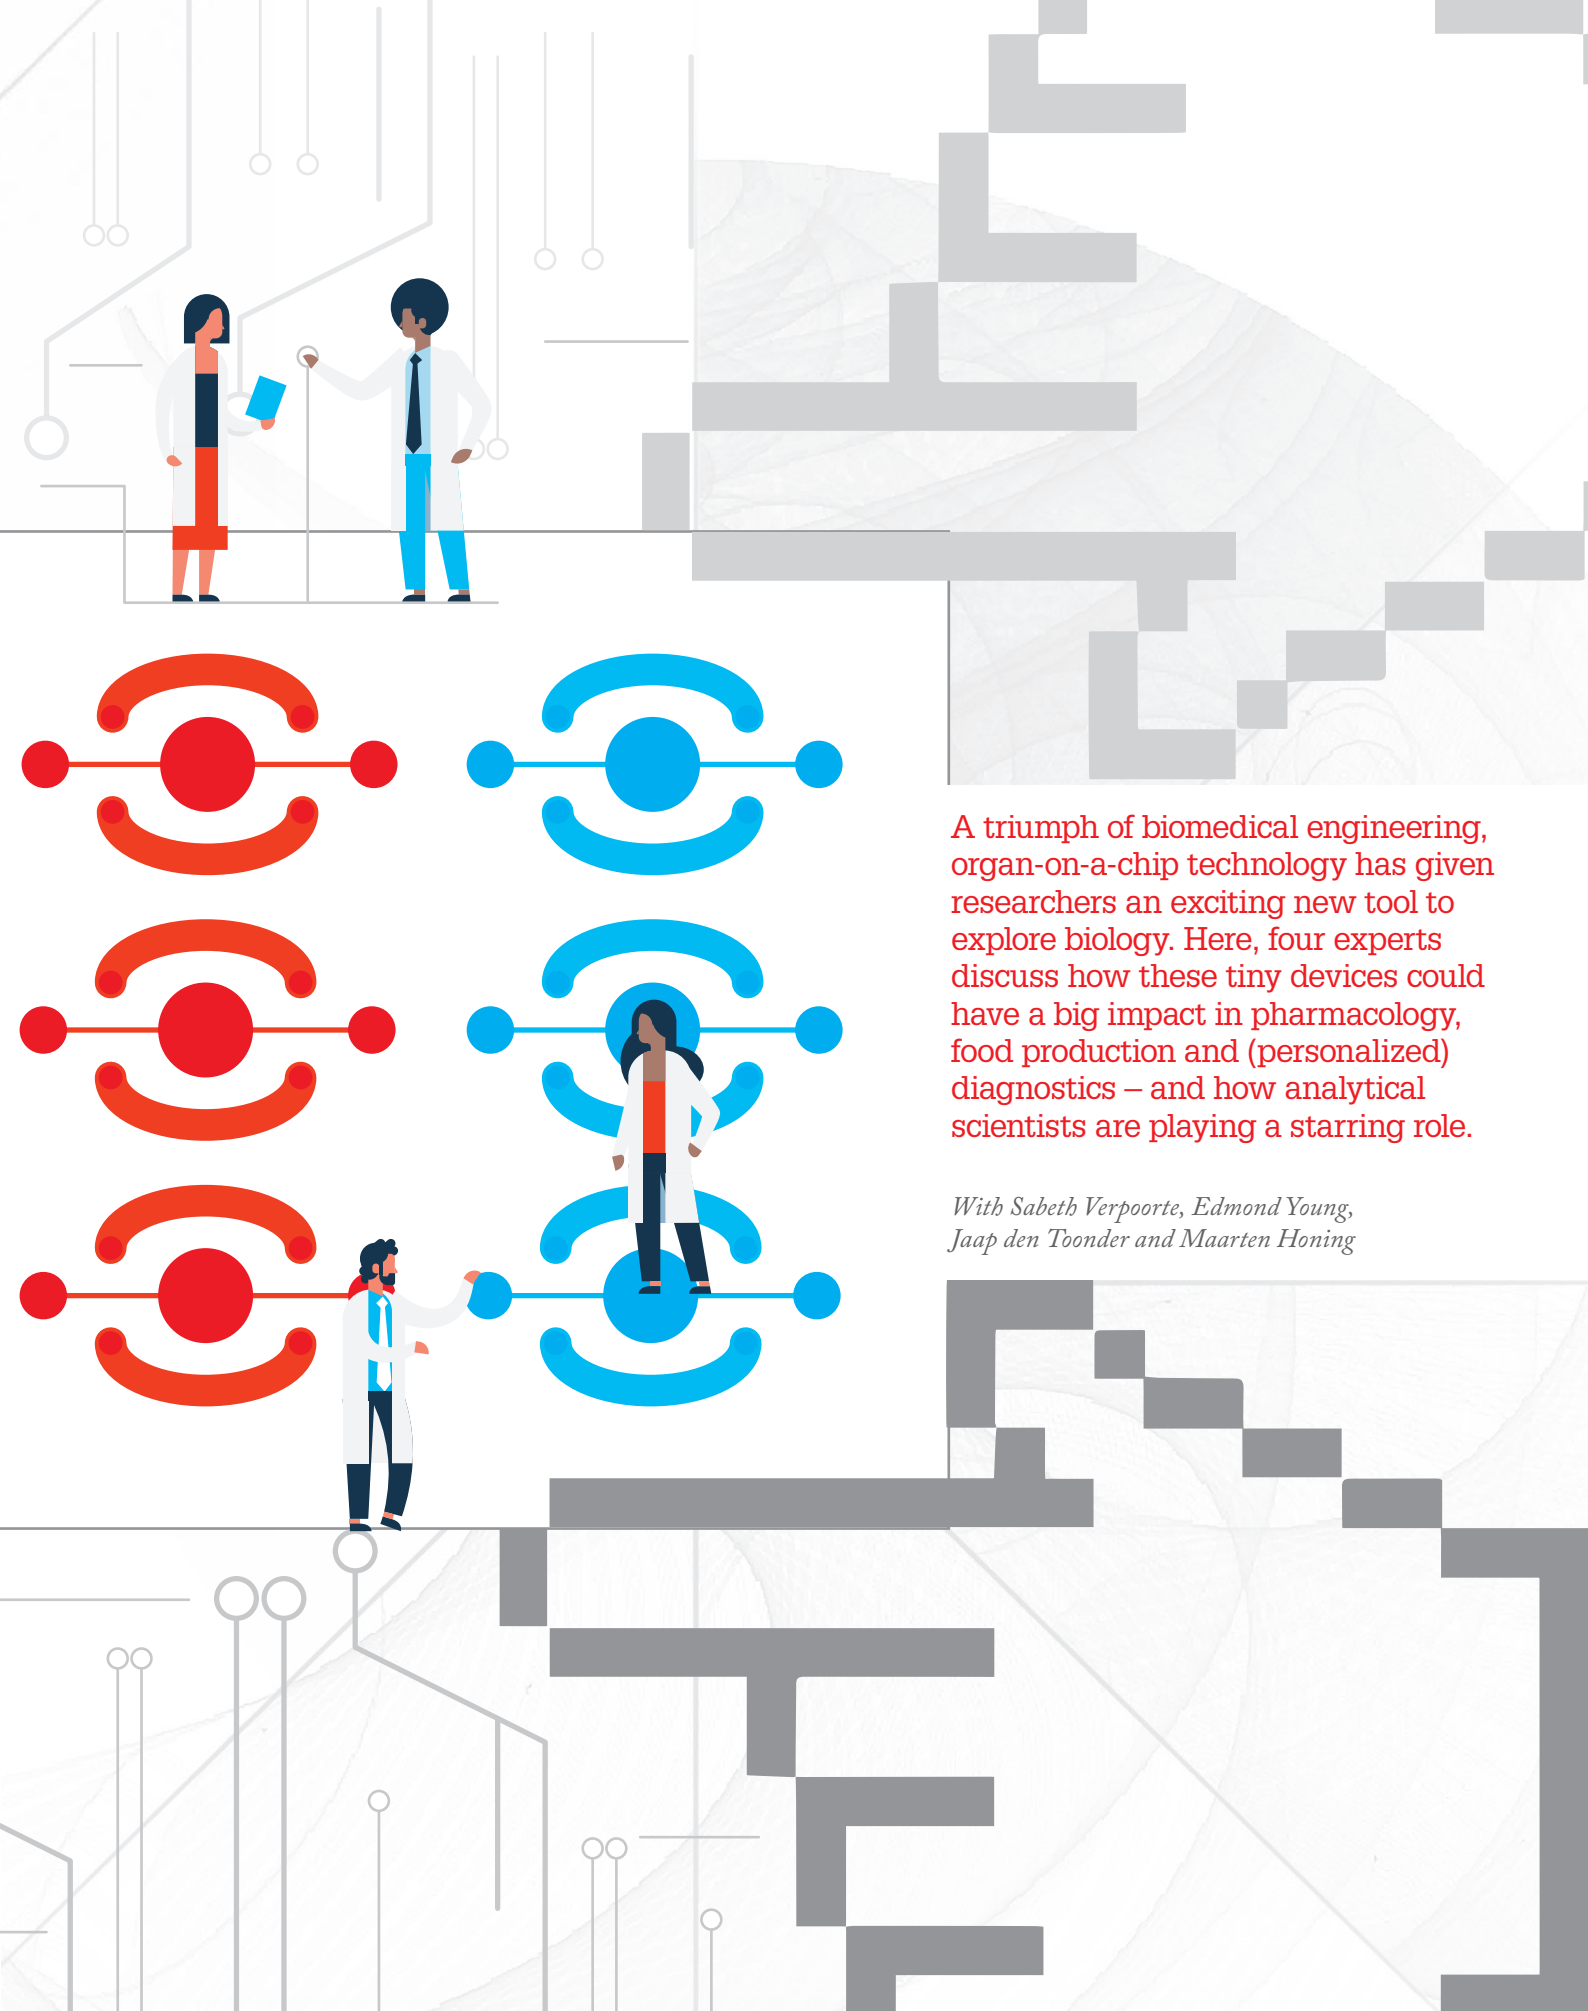 A triumph of biomedical engineering,
organ-on-a-chip technology has given
researchers an exciting new tool to
explore biology. Here, four experts
discuss how these tiny devices could
have a big impact in pharmacology,
food production and (personalized)
diagnostics – and how analytical
scientists are playing a starring role.
With Sabeth Verpoorte, Edmond Young,
Jaap den Toonder and Maarten Honing